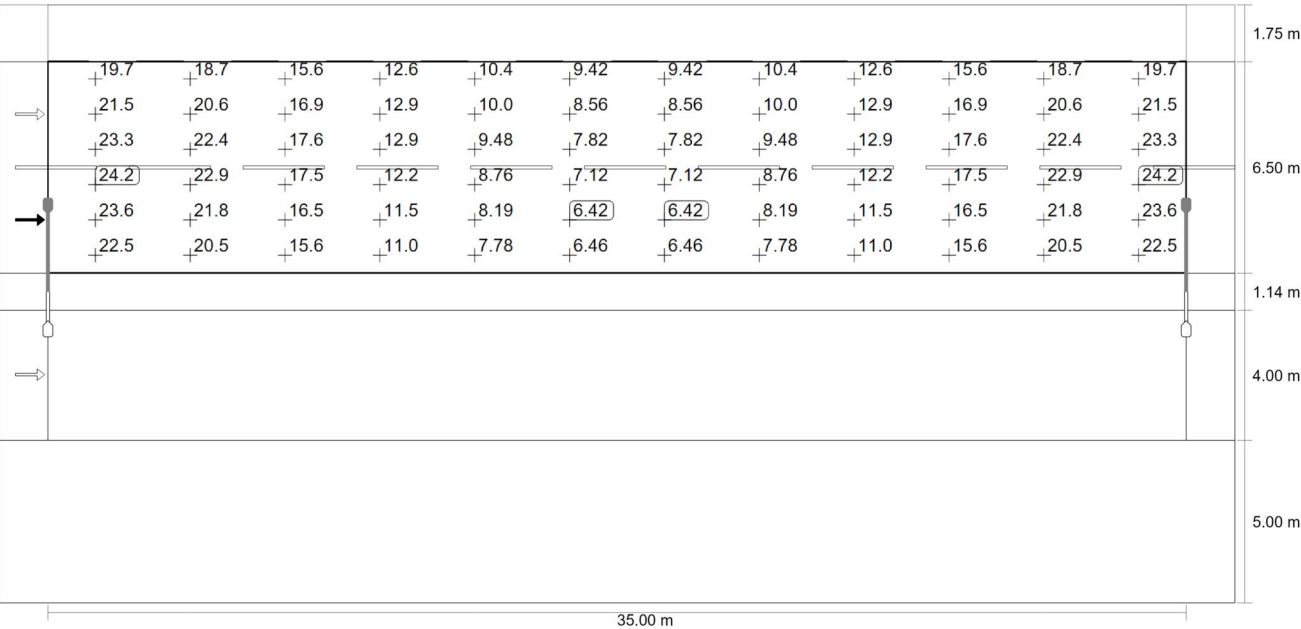 1.75 m
19.7 18.7 15.6 12.6 10.4 9.42 9.42 10.4 12.6 15.6 18.7 19.7
21.5 20.6 16.9 12.9 10.0 8.56 8.56 10.0 12.9 16.9 20.6 21.5
23.3 22.4 17.6 12.9 9.48 7.82 7.82 9.48 12.9 17.6 22.4 23.3
6.50 m
24.2 22.9 17.5 12.2 8.76 7.12 7.12 8.76 12.2 17.5 22.9 24.2
23.6 21.8 16.5 11.5 8.19 6.42 6.42 8.19 11.5 16.5 21.8 23.6
22.5 20.5 15.6 11.0 7.78 6.46 6.46 7.78 11.0 15.6 20.5 22.5
1.14 m
4.00 m
5.00 m
35.00 m